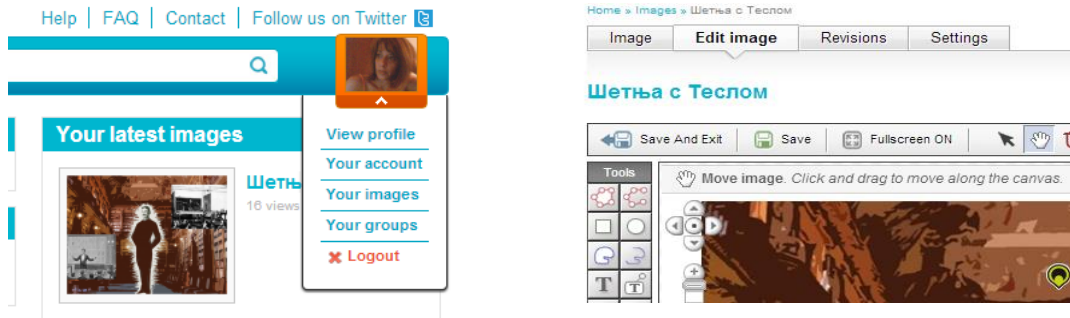 Help | FAQ | Contact | Follow us on Twitter
Your latest images
Шетњ
16 views
View profile
Your account
Your images
Your groups
Logout
Home » Images » Шетња с Теслом
Image
Edit image
Revisions
Settings
Шетња с Теслом
Save And Exit
Save
Fullscreen ON
Tools
Move image. Click and drag to move along the canvas.
T
T